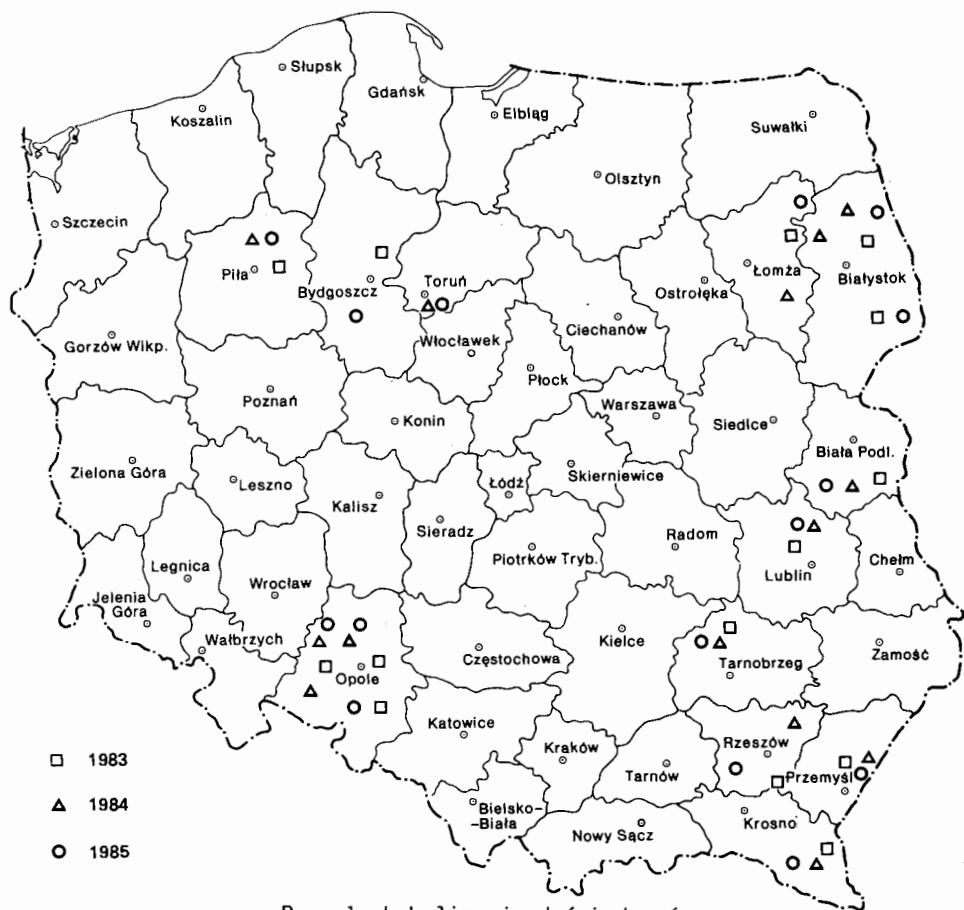 Słupsk
Gdańsk
Koszalin
Elbląg
Suwałki
Olsztyn
Szczecin
Piła
Bydgoszcz
Toruń
Łomża
Białystok
Ostrołęka
Ciechanów
Włocławek
Gorzów Wlkp.
Płock
Poznań
Konin
Warszawa
Siedlce
Biała Podl.
Zielona Góra
Leszno
Kalisz
Łódź
Skierniewice
Sieradz
Piotrków Tryb.
Radom
Lublin
Chełm
Legnica
Wrocław
Jelenia
Góra
Wałbrzych
Opole
Częstochowa
Kielce
Tarnobrzeg
Zamość
Katowice
Kraków
Tarnów
Rzeszów
Przemyśl
Bielsko-
-Biała
Nowy Sącz
Krosno
1983
1984
1985